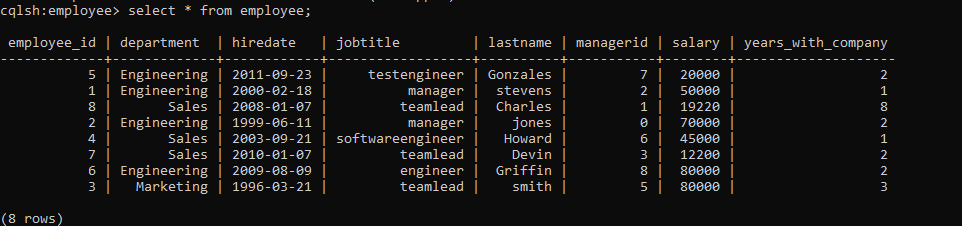 cqlsh:employee> select * from employee;
employee_id | department | hiredate | jobtitle | lastname | managerid | salary | years_with_company
-------------+-------------+------------+------------------+-----------+-----------+--------+--------------------
5 | Engineering | 2011-09-23 | testengineer | Gonzales | 7 | 20000 | 2
1 | Engineering | 2000-02-18 | manager | stevens | 2 | 50000 | 1
8 | Sales | 2008-01-07 | teamlead | Charles | 1 | 19220 | 8
2 | Engineering | 1999-06-11 | manager | jones | 0 | 70000 | 2
4 | Sales | 2003-09-21 | softwareengineer | Howard | 6 | 45000 | 1
7 | Sales | 2010-01-07 | teamlead | Devin | 3 | 12200 | 2
6 | Engineering | 2009-08-09 | engineer | Griffin | 8 | 80000 | 2
3 | Marketing | 1996-03-21 | teamlead | smith | 5 | 80000 | 3
(8 rows)